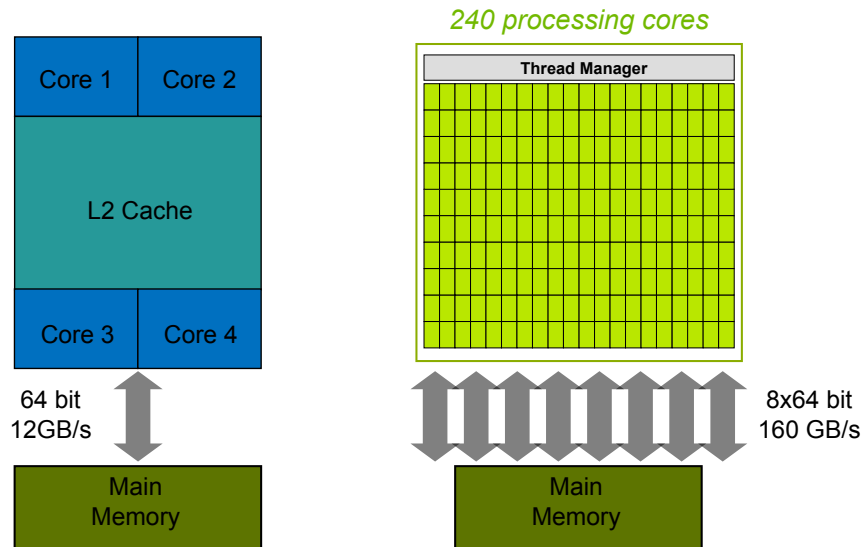 240 processing cores
Core 1
Core 2
L2 Cache
Core 3
Core 4
64 bit
12GB/s
Main
Memory
Thread Manager
8x64 bit
160 GB/s
Main
Memory